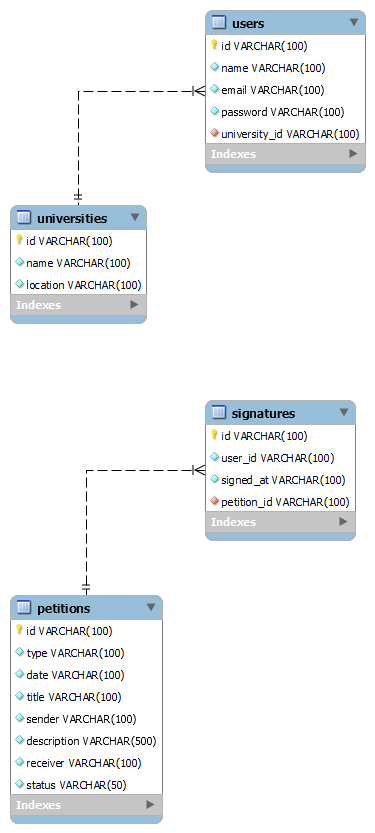 users
id VARCHAR(100)
name VARCHAR(100)
email VARCHAR(100)
password VARCHAR(100)
university_id VARCHAR(100)
Indexes
universities
id VARCHAR(100)
name VARCHAR(100)
location VARCHAR(100)
Indexes
signatures
id VARCHAR(100)
user_id VARCHAR(100)
signed_at VARCHAR(100)
petition_id VARCHAR(100)
Indexes
petitions
id VARCHAR(100)
type VARCHAR(100)
date VARCHAR(100)
title VARCHAR(100)
sender VARCHAR(100)
description VARCHAR(500)
receiver VARCHAR(100)
status VARCHAR(50)
Indexes